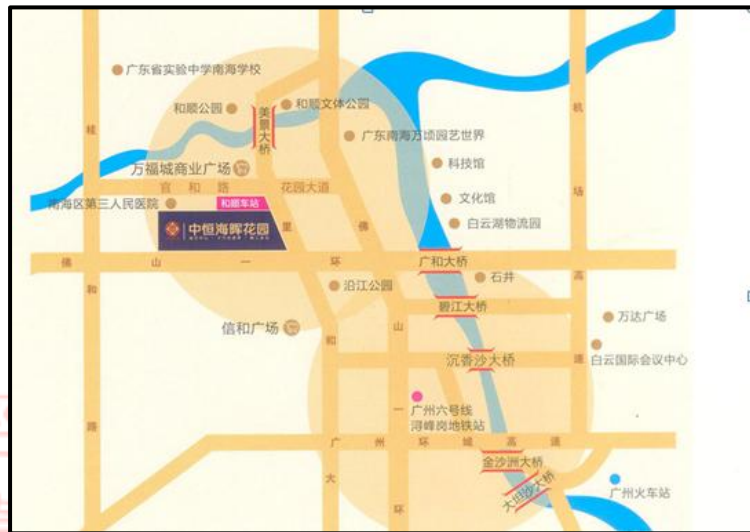 广东省实验中学南海学校
和顺公园
美景大桥
和顺文体公园
广东南海万顷园艺世界
科技馆
万福城商业广场
官和路
花园大道
文化馆
南海区第三人民医院
和顺车站
白云湖物流园
中恒海晖花园
佛山一环
广和大桥
沿江公园
石井
碧江大桥
信和广场
万达广场
沉香沙大桥
白云国际会议中心
广州六号线
浔峰岗地铁站
广州环城高速
金沙洲大桥
大坦沙大桥
广州火车站
桂和路
里和大
佛山一环
机场高速